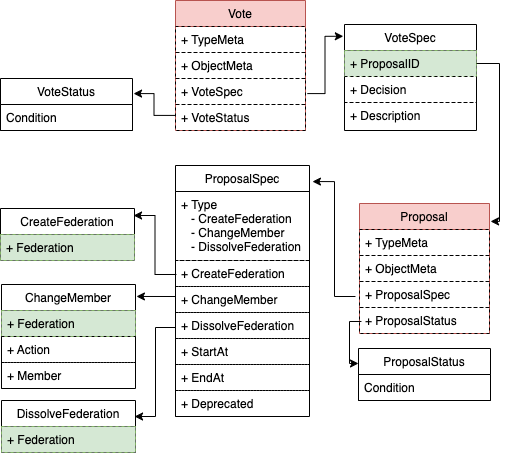 Vote
+ TypeMeta
+ ObjectMeta
+ VoteSpec
+ VoteStatus
VoteSpec
+ ProposalID
+ Decision
+ Description
VoteStatus
Condition
ProposalSpec
+ Type
- CreateFederation
- ChangeMember
- DissolveFederation
+ CreateFederation
+ ChangeMember
+ DissolveFederation
+ StartAt
+ EndAt
+ Deprecated
CreateFederation
+ Federation
ChangeMember
+ Federation
+ Action
+ Member
DissolveFederation
+ Federation
Proposal
+ TypeMeta
+ ObjectMeta
+ ProposalSpec
+ ProposalStatus
ProposalStatus
Condition